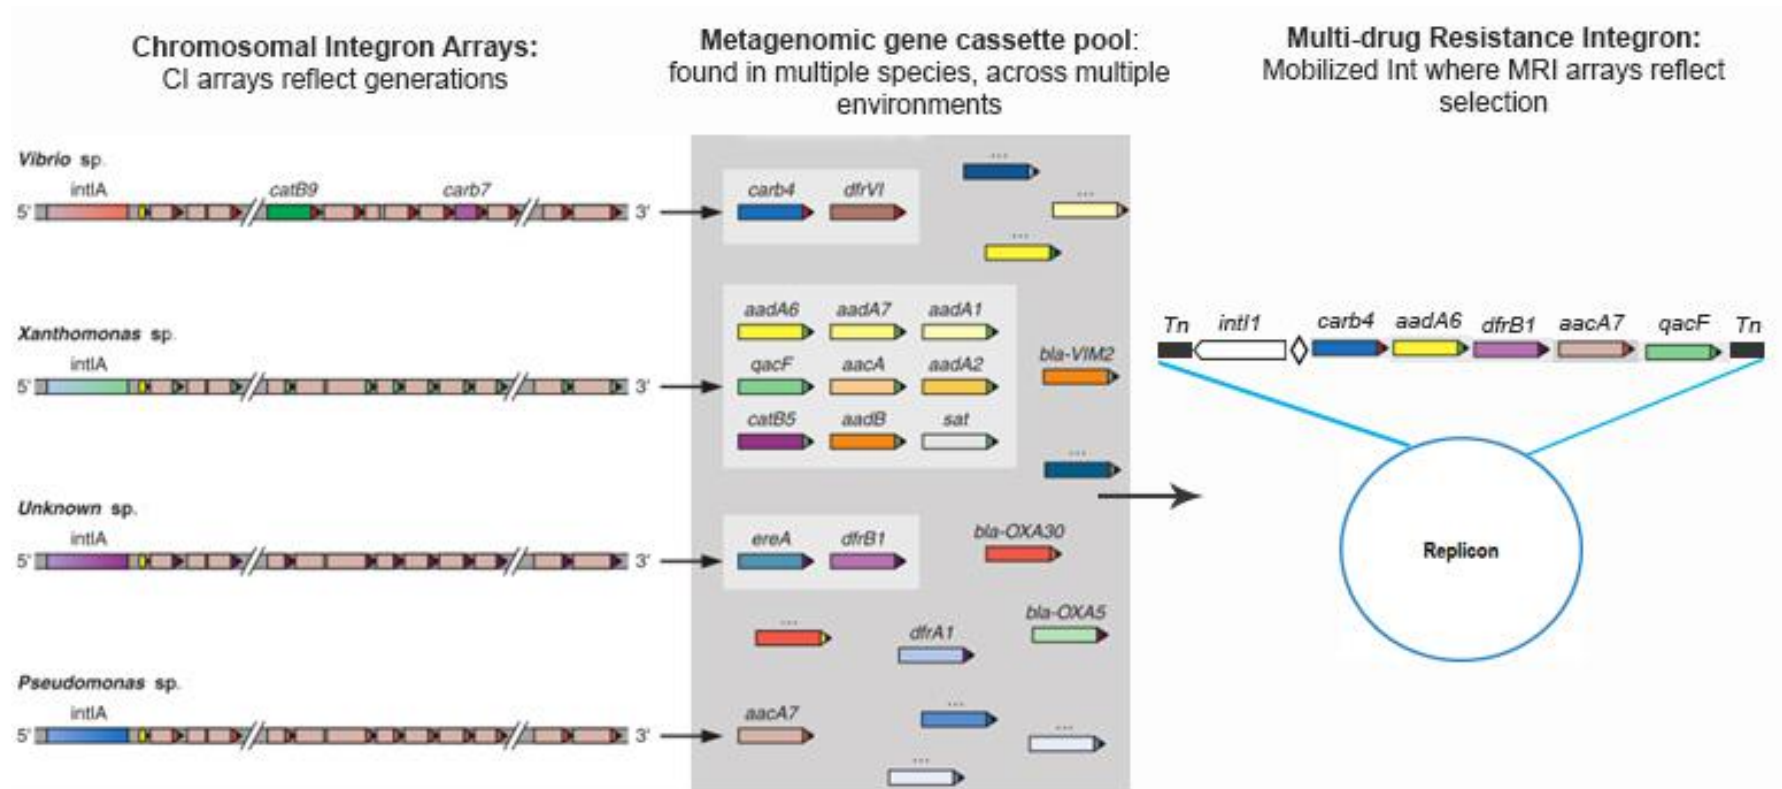 Chromosomal Integron Arrays:
CI arrays reflect generations
Metagenomic gene cassette pool:
found in multiple species, across multiple
environments
Multi-drug Resistance Integron:
Mobilized Int where MRI arrays reflect
selection
Vibrio sp.
intIA
catB9
carb7
5'
3'
carb4
dfrVI
...
...
...
Xanthomonas sp.
intIA
5'
3'
aadA6
aadA7
aadA1
qacF
aacA
aadA2
catB5
aadB
sat
bla-VIM2
...
Unknown sp.
intIA
5'
3'
ereA
dfrB1
bla-OXA30
bla-OXA5
...
dfrA1
Pseudomonas sp.
intIA
5'
3'
aacA7
...
...
...
Tn
intI1
carb4
aadA6
dfrB1
aacA7
qacF
Tn
Replicon